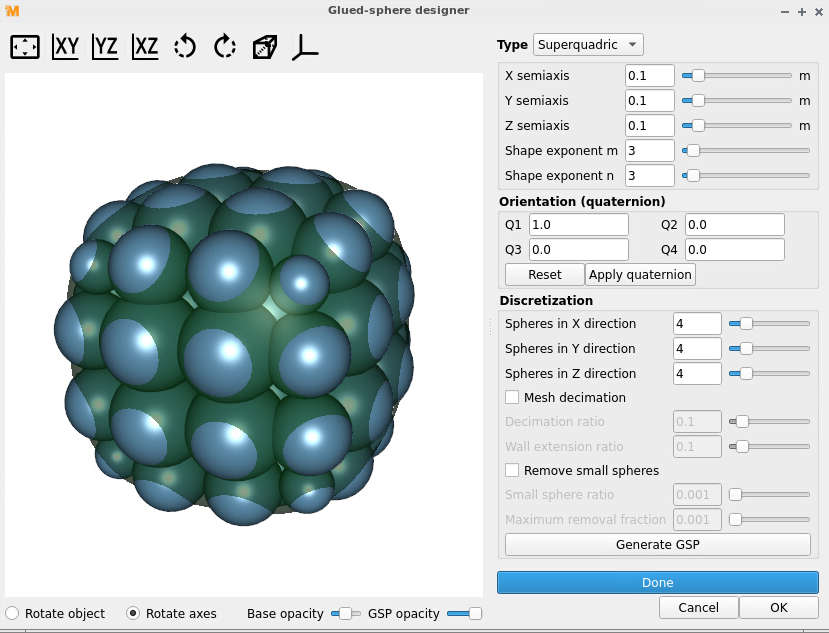 Glued-sphere designer
XY YZ XZ
Type Superquadric
X semiaxis 0.1 m
Y semiaxis 0.1 m
Z semiaxis 0.1 m
Shape exponent m 3
Shape exponent n 3
Orientation (quaternion)
Q1 1.0 Q2 0.0
Q3 0.0 Q4 0.0
Reset Apply quaternion
Discretization
Spheres in X direction 4
Spheres in Y direction 4
Spheres in Z direction 4
Mesh decimation
Decimation ratio 0.1
Wall extension ratio 0.1
Remove small spheres
Small sphere ratio 0.001
Maximum removal fraction 0.001
Generate GSP
Done
Rotate object Rotate axes Base opacity GSP opacity Cancel OK